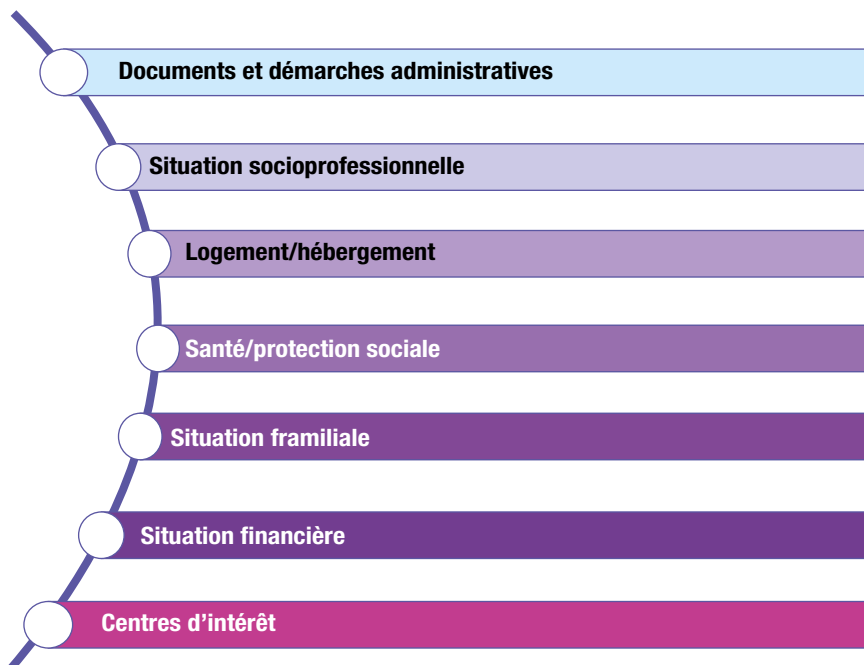 Documents et démarches administratives
Situation socioprofessionnelle
Logement/hébergement
Santé/protection sociale
Situation framiliale
Situation financière
Centres d’intérêt